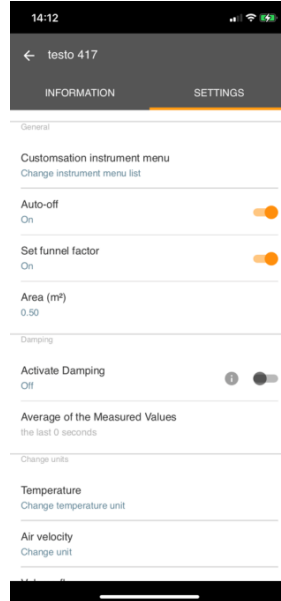 14:12
testo 417
INFORMATION SETTINGS
General
Customsation instrument menu
Change instrument menu list
Auto-off
On
Set funnel factor
On
Area (m²)
0.50
Damping
Activate Damping
Off
Average of the Measured Values
the last 0 seconds
Change units
Temperature
Change temperature unit
Air velocity
Change unit